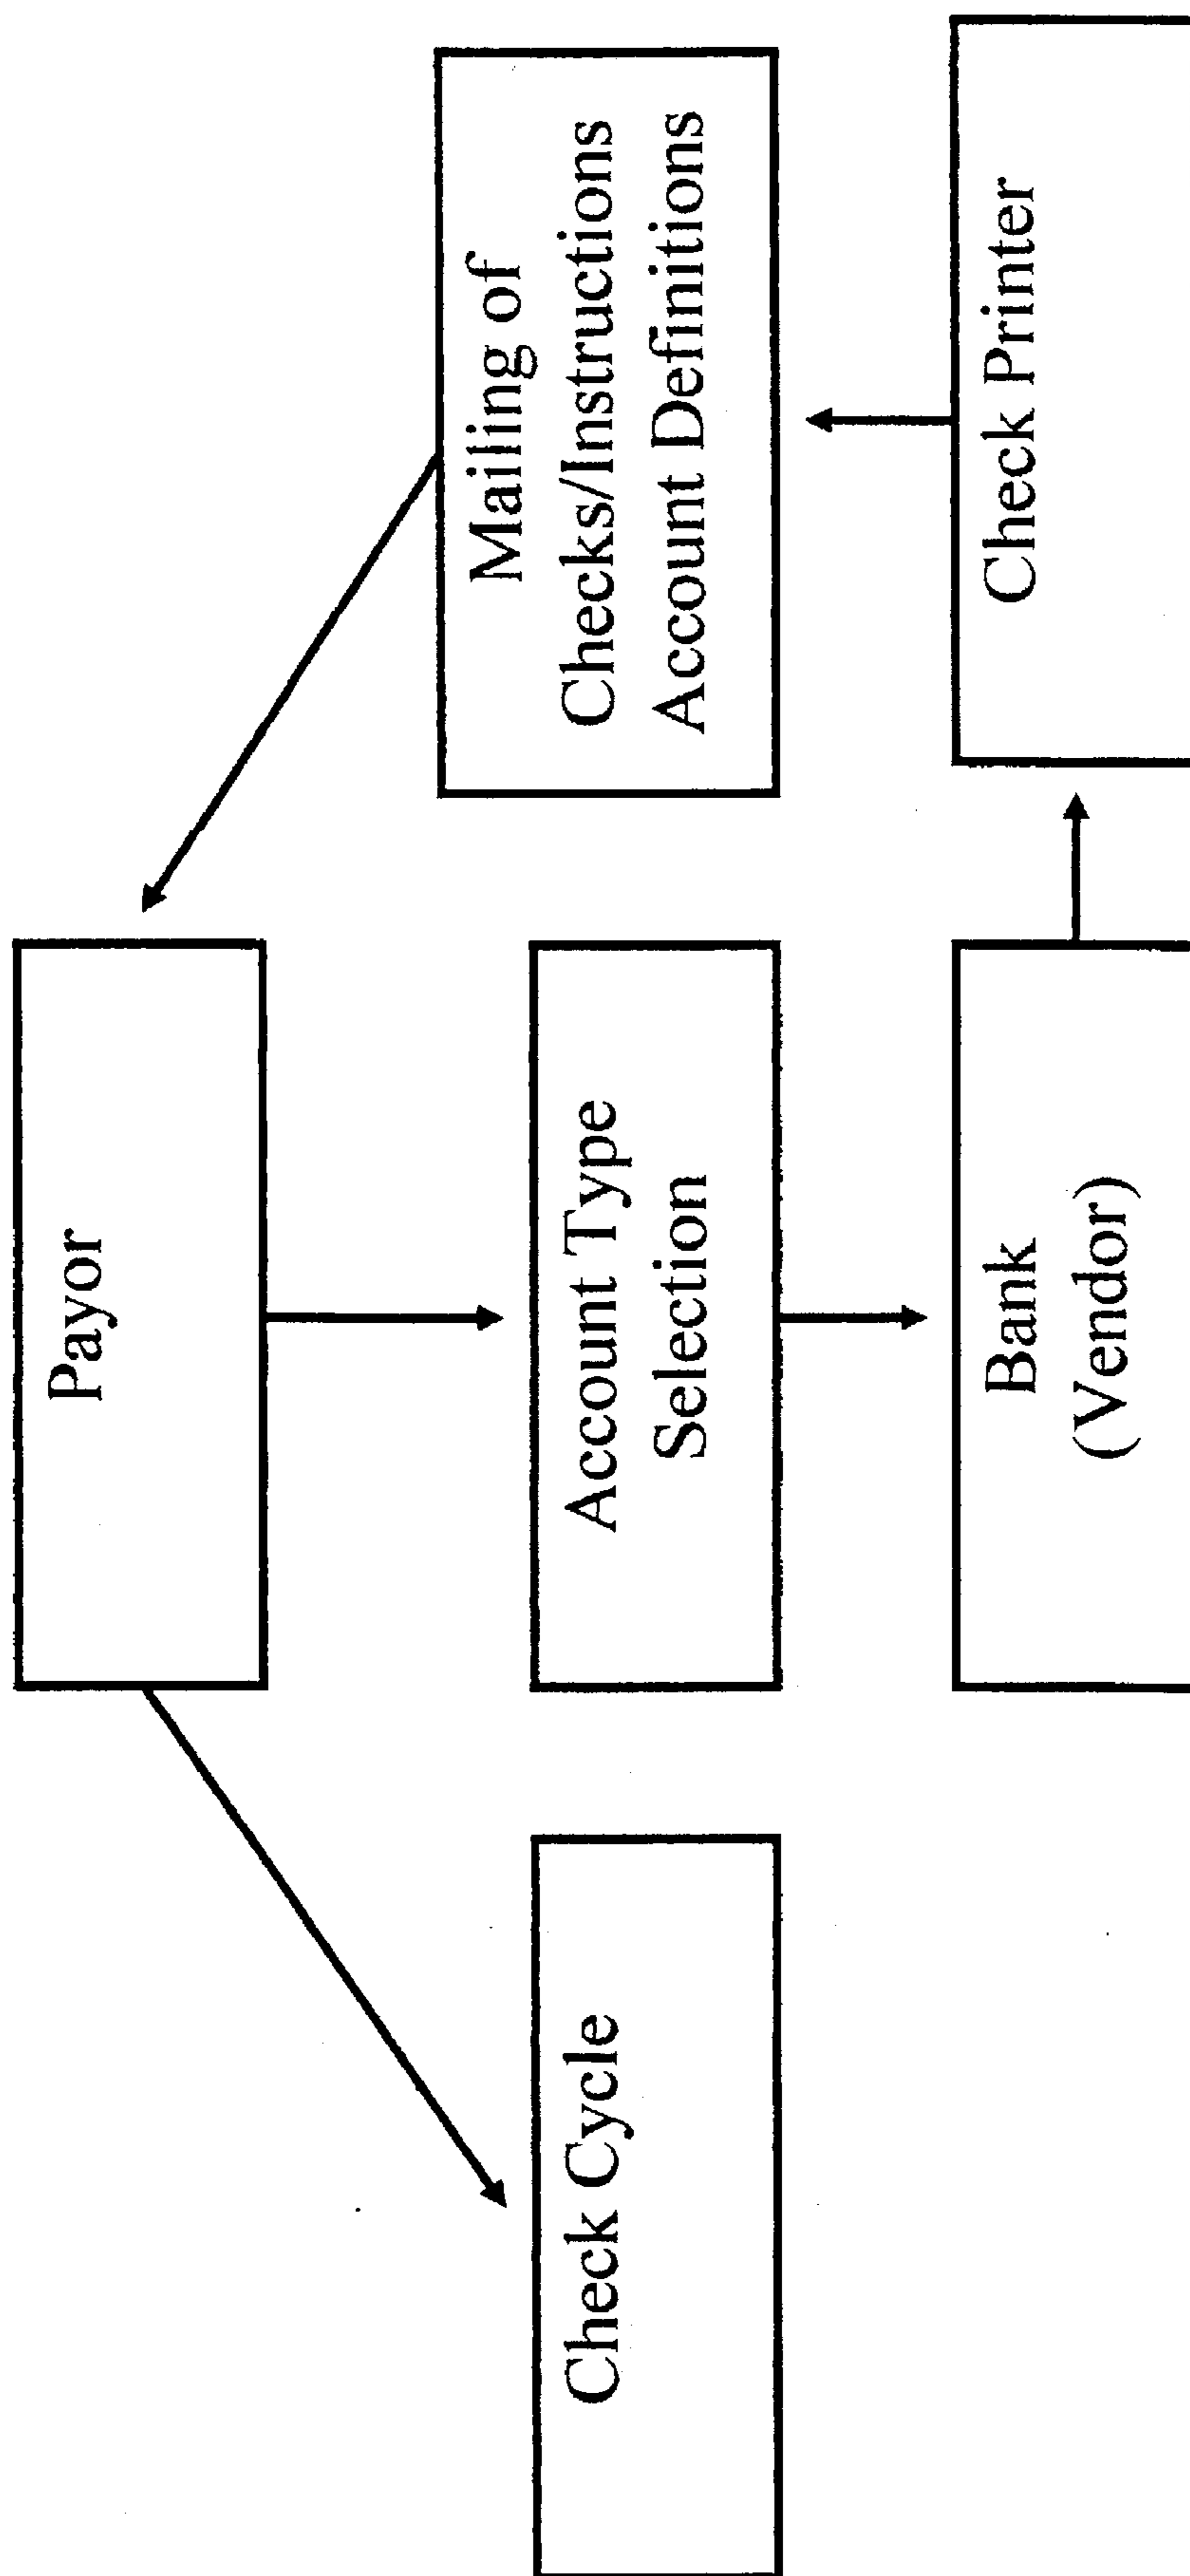 Payor
Check Cycle
Account Type
Selection
Mailing of
Checks/Instructions
Account Definitions
Bank
(Vendor)
Check Printer